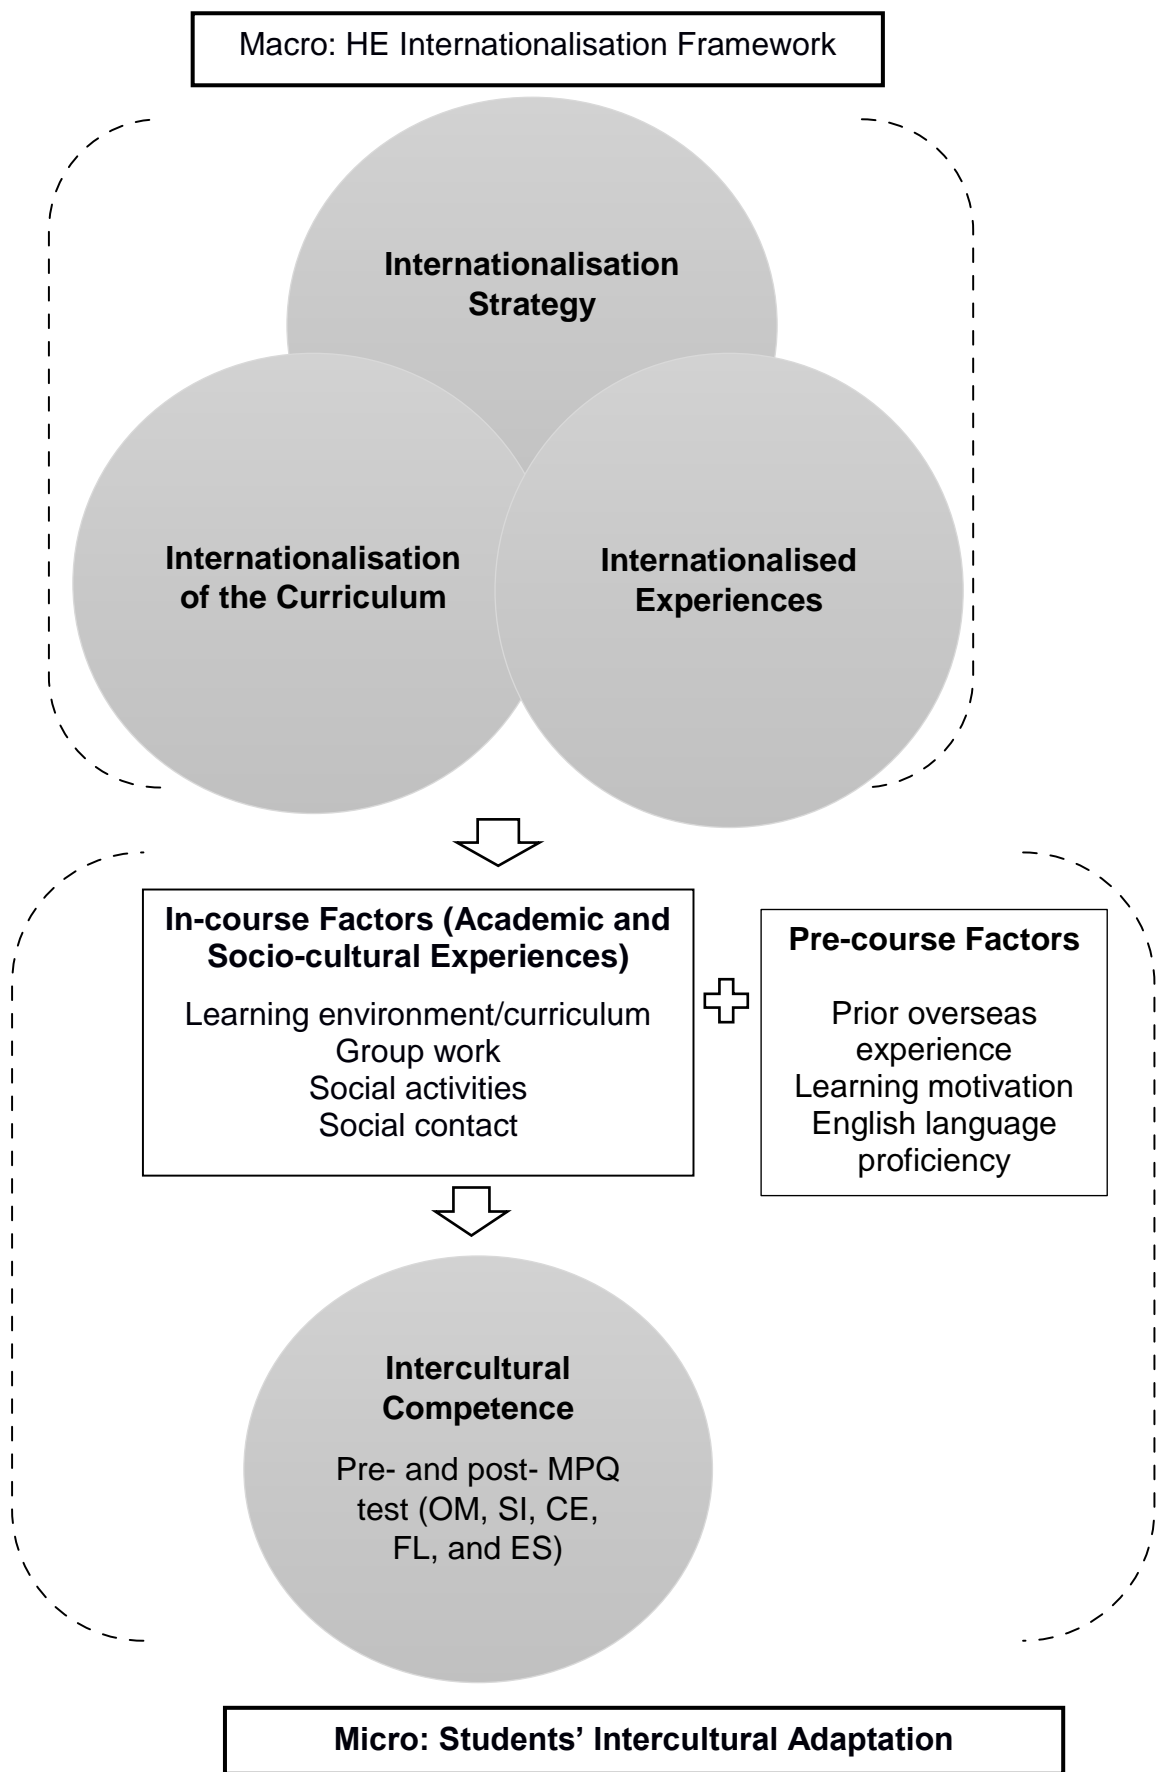 Macro: HE Internationalisation Framework
Internationalisation
Strategy
Internationalisation
of the Curriculum
Internationalised
Experiences
In-course Factors (Academic and
Socio-cultural Experiences)
Learning environment/curriculum
Group work
Social activities
Social contact
Pre-course Factors
Prior overseas
experience
Learning motivation
English language
proficiency
Intercultural
Competence
Pre- and post- MPQ
test (OM, SI, CE,
FL, and ES)
Micro: Students’ Intercultural Adaptation